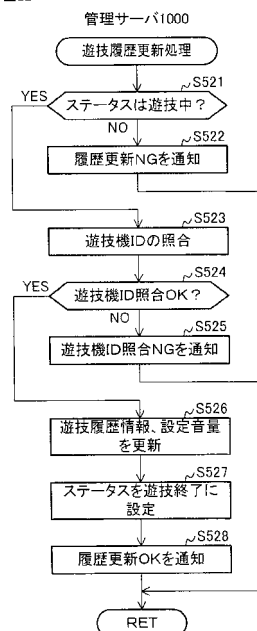 管理サーバ1000
遊技履歴更新処理
S521
ステータスは遊技中？
YES
NO
S522
履歴更新NGを通知
S523
遊技機IDの照合
S524
遊技機ID照合OK？
YES
NO
S525
遊技機ID照合NGを通知
S526
遊技履歴情報、設定音量
を更新
S527
ステータスを遊技終了に
設定
S528
履歴更新OKを通知
RET